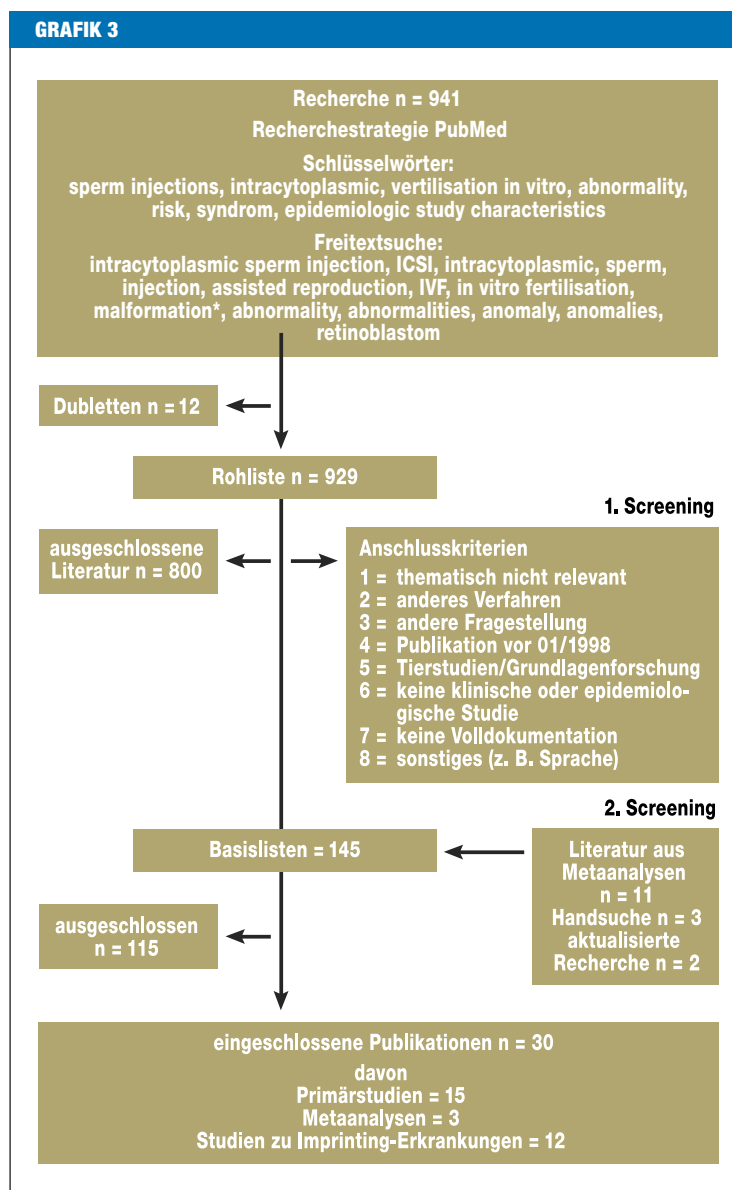 GRAFIK 3
Recherche n = 941
Recherchestrategie PubMed
Schlüsselwörter:
sperm injections, intracytoplasmic, vertilisation in vitro, abnormality,
risk, syndrom, epidemiologic study characteristics
Freitextsuche:
intracytoplasmic sperm injection, ICSI, intracytoplasmic, sperm,
injection, assisted reproduction, IVF, in vitro fertilisation,
malformation*, abnormality, abnormalities, anomaly, anomalies,
retinoblastom
Dubletten n = 12
Rohliste n = 929
1. Screening
ausgeschlossene
Literatur n = 800
Anschlusskriterien
1 = thematisch nicht relevant
2 = anderes Verfahren
3 = andere Fragestellung
4 = Publikation vor 01/1998
5 = Tierstudien/Grundlagenforschung
6 = keine klinische oder epidemiolo-
gische Studie
7 = keine Volldokumentation
8 = sonstiges (z. B. Sprache)
2. Screening
Basislisten = 145
Literatur aus
Metaanalysen
n = 11
Handsuche n = 3
aktualisierte
Recherche n = 2
ausgeschlossen
n = 115
eingeschlossene Publikationen n = 30
davon
Primärstudien = 15
Metaanalysen = 3
Studien zu Imprinting-Erkrankungen = 12